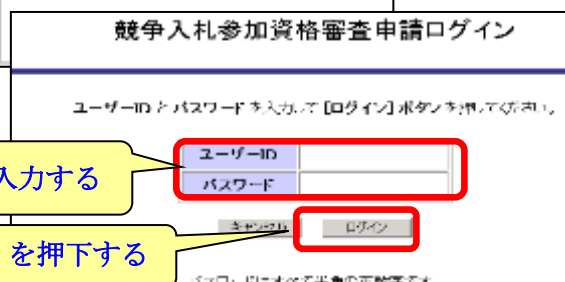 競争入札参加資格審査申請ログイン
ユーザーIDとパスワードを入力して[ログイン]ボタンを押してください。
ユーザーID
入力する
パスワード
キャンセル ログイン
を押下する